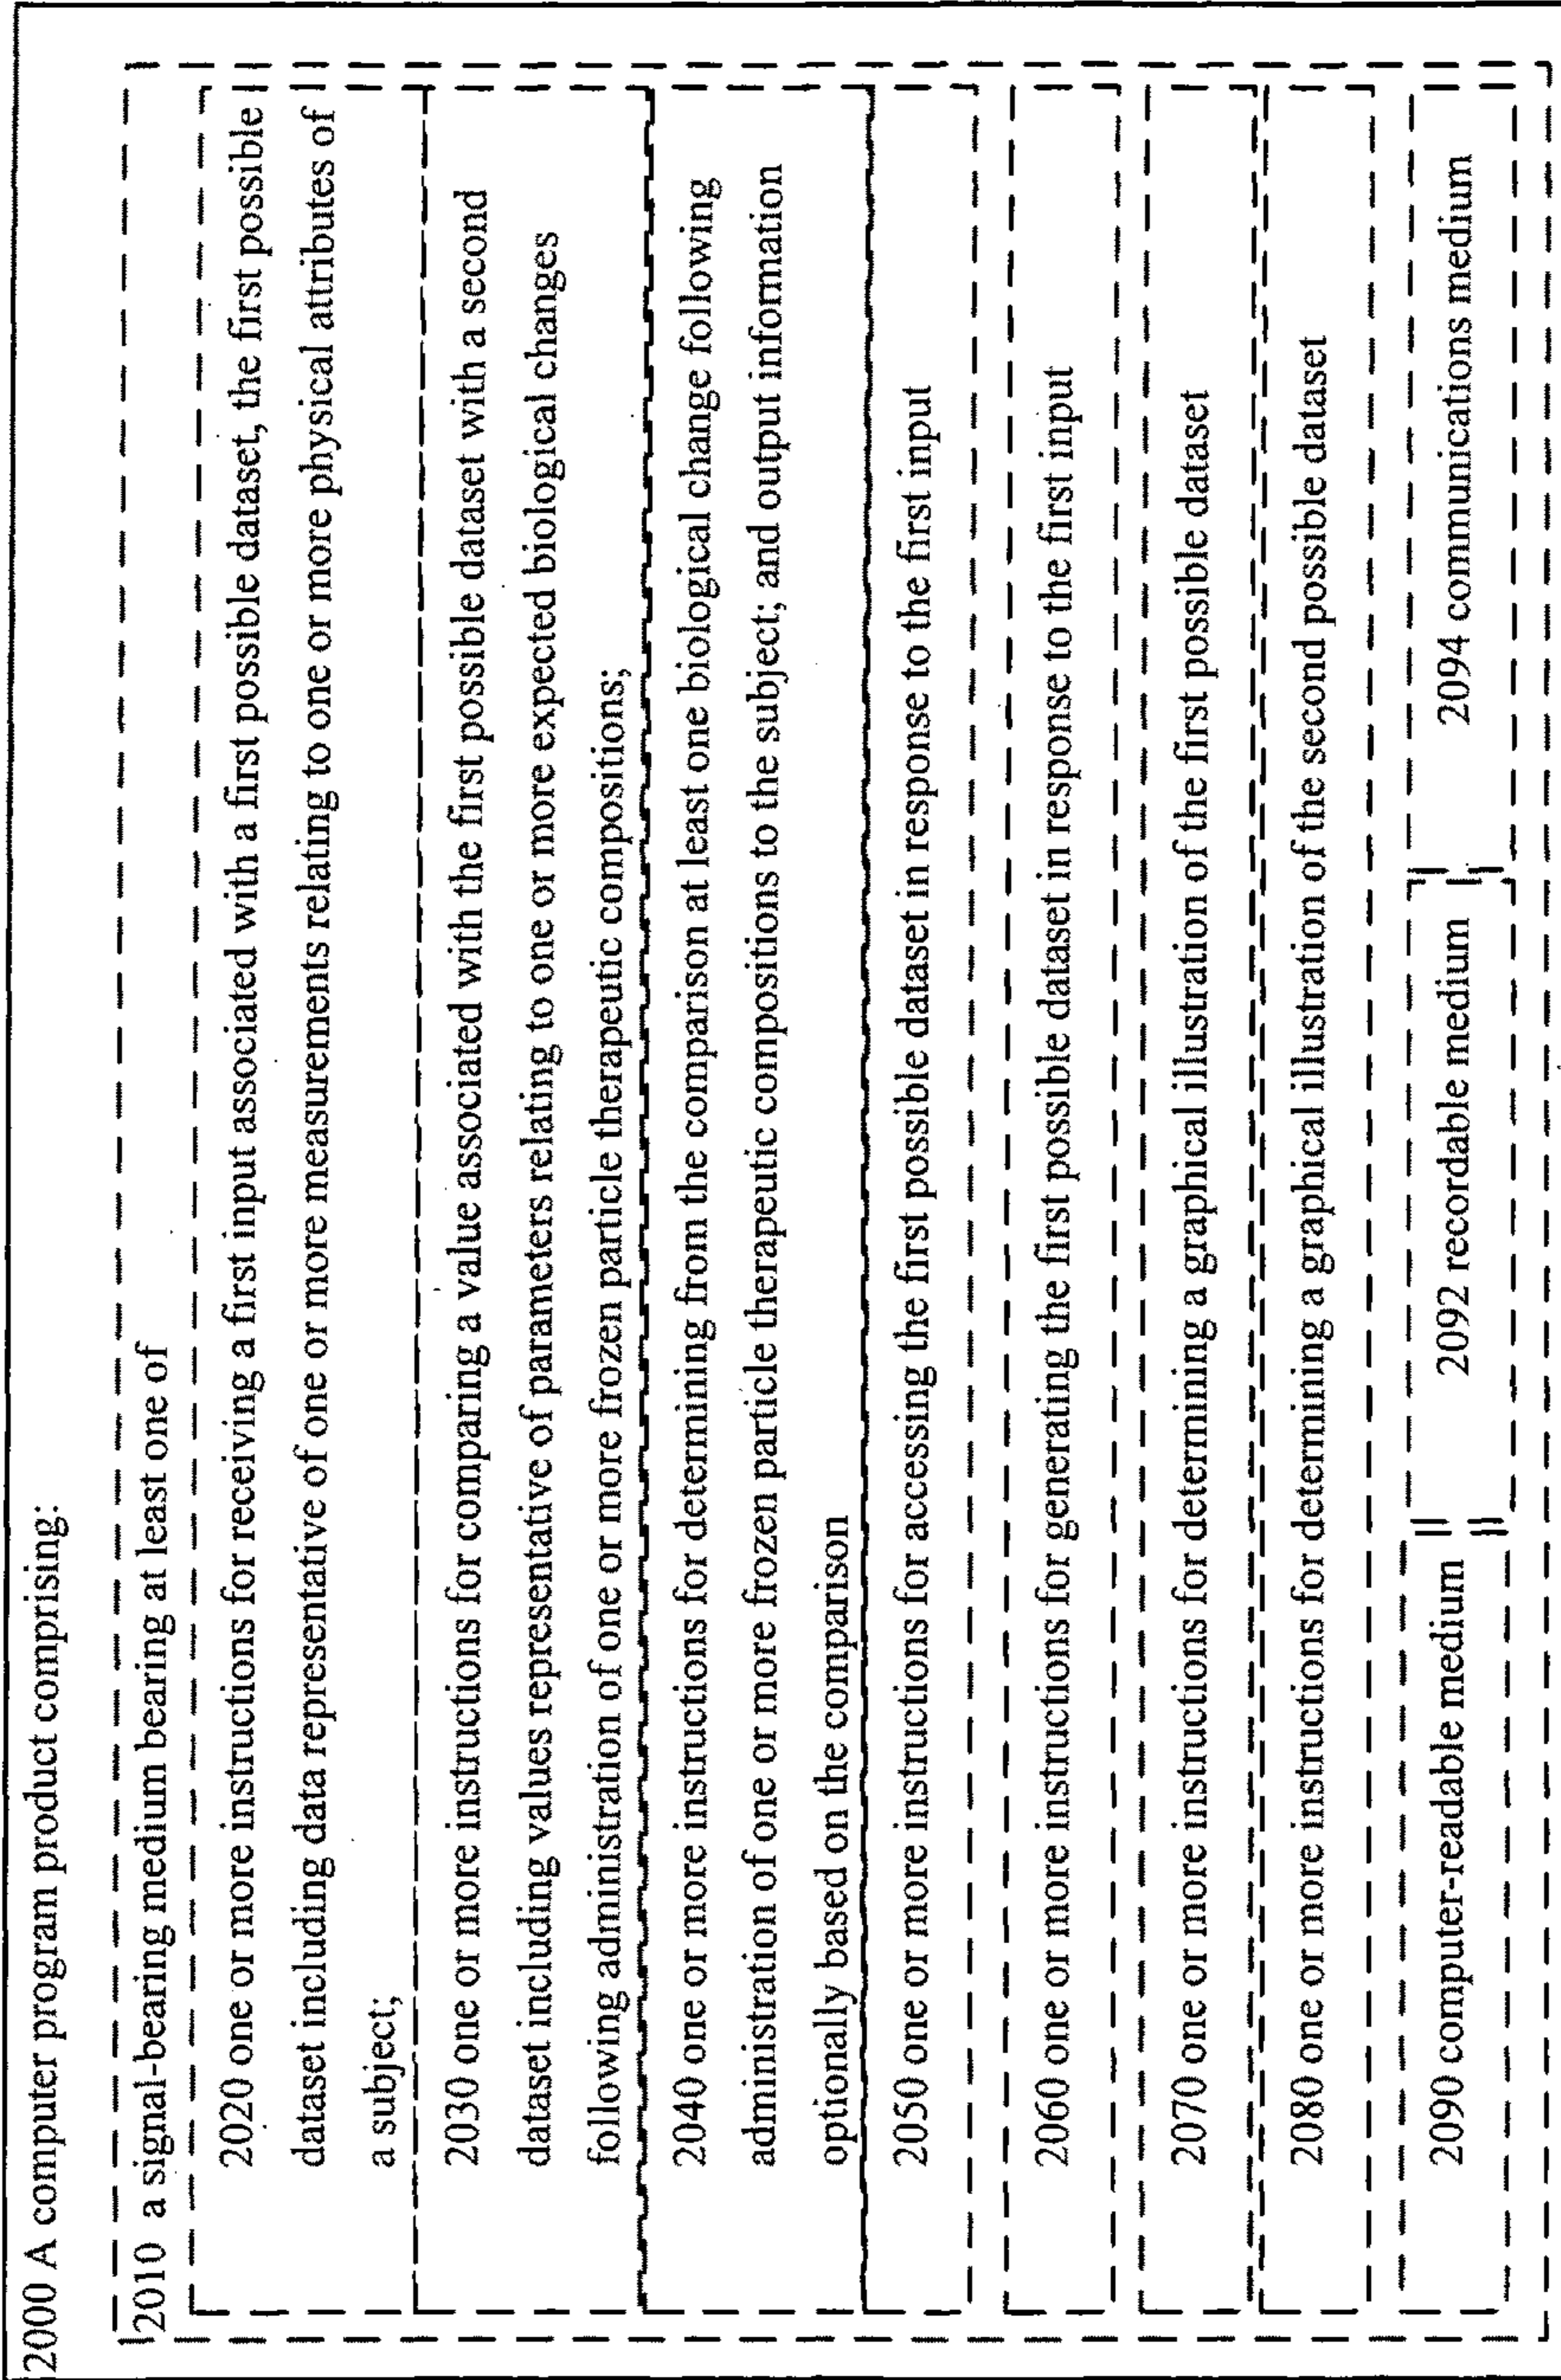 2000 A computer program product comprising:
2010 a signal-bearing medium bearing at least one of
2020 one or more instructions for receiving a first input associated with a first possible dataset, the first possible
dataset including data representative of one or more measurements relating to one or more physical attributes of
a subject;
2030 one or more instructions for comparing a value associated with the first possible dataset with a second
dataset including values representative of parameters relating to one or more expected biological changes
following administration of one or more frozen particle therapeutic compositions;
2040 one or more instructions for determining from the comparison at least one biological change following
administration of one or more frozen particle therapeutic compositions to the subject; and output information
optionally based on the comparison
2050 one or more instructions for accessing the first possible dataset in response to the first input
2060 one or more instructions for generating the first possible dataset in response to the first input
2070 one or more instructions for determining a graphical illustration of the first possible dataset
2080 one or more instructions for determining a graphical illustration of the second possible dataset
2090 computer-readable medium
2092 recordable medium
2094 communications medium